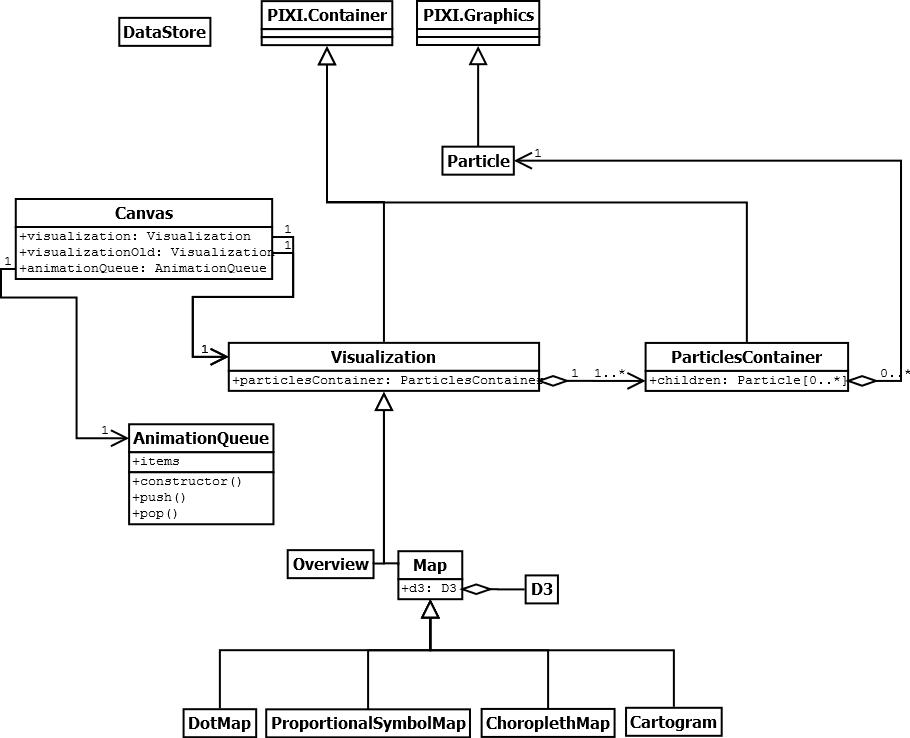 PIXI.Container
PIXI.Graphics
DataStore
Particle
1
Canvas
+visualization: Visualization
1
+visualizationOld: Visualization
1
1
+animationQueue: AnimationQueue
1
Visualization
+particlesContainer: ParticlesContainer
1
1..*
ParticlesContainer
+children: Particle[0..*]
0..*
1
AnimationQueue
+items
+constructor()
+push()
+pop()
Overview
Map
+d3: D3
D3
DotMap
ProportionalSymbolMap
ChoroplethMap
Cartogram